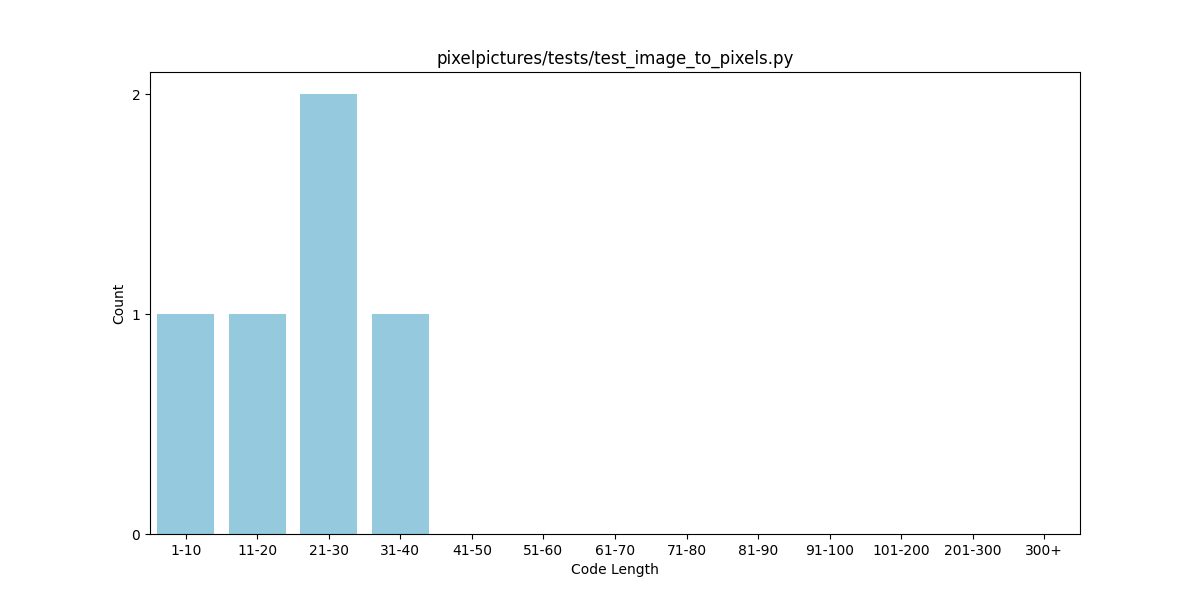 pixelpictures/tests/test_image_to_pixels.py
Count
2
1
0
1-10 11-20 21-30 31-40 41-50 51-60 61-70 71-80 81-90 91-100 101-200 201-300 300+
Code Length